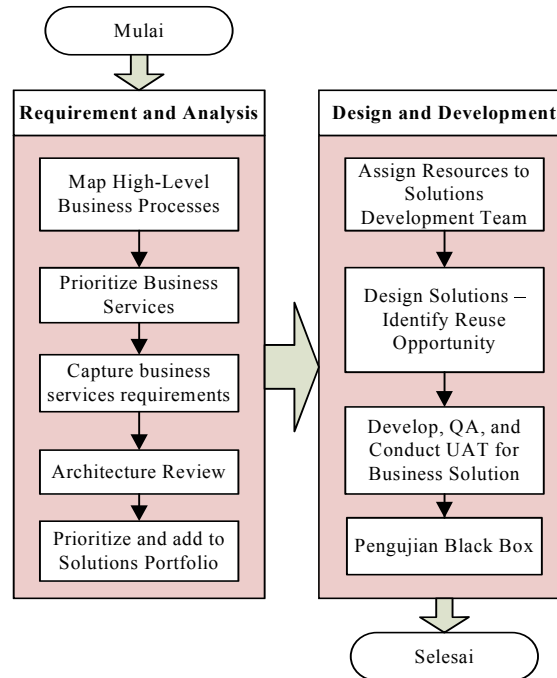 Mulai
Requirement and Analysis
Map High-Level
Business Processes
Prioritize Business
Services
Capture business
services requirements
Architecture Review
Prioritize and add to
Solutions Portfolio
Design and Development
Assign Resources to
Solutions
Development Team
Design Solutions –
Identify Reuse
Opportunity
Develop, QA, and
Conduct UAT for
Business Solution
Pengujian Black Box
Selesai